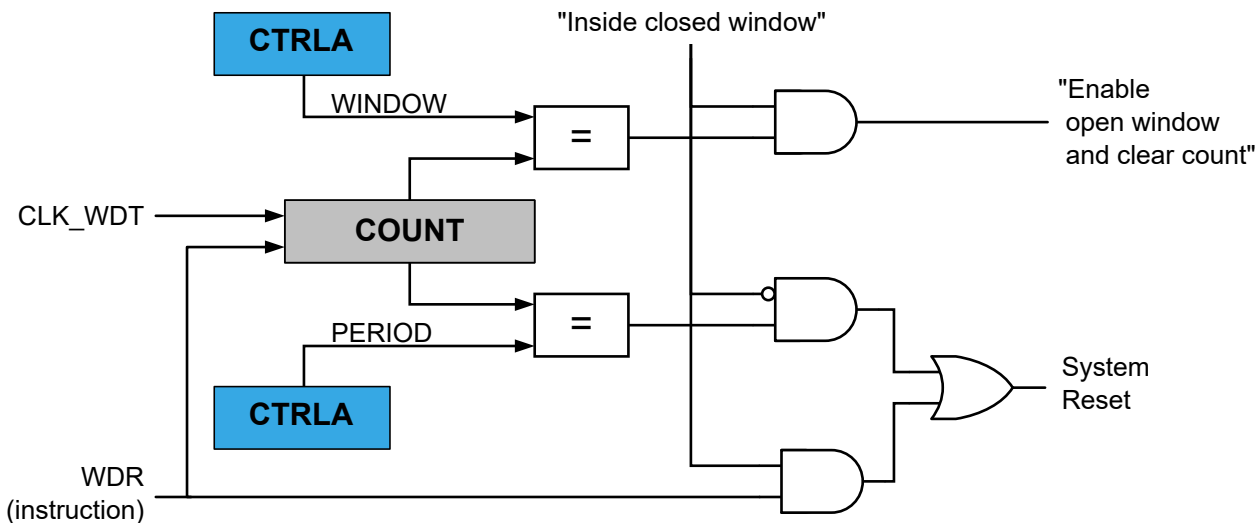 "Inside closed window"
CTRLA
WINDOW
=
"Enable
open window
and clear count"
CLK_WDT
COUNT
PERIOD
=
CTRLA
System
Reset
WDR
(instruction)